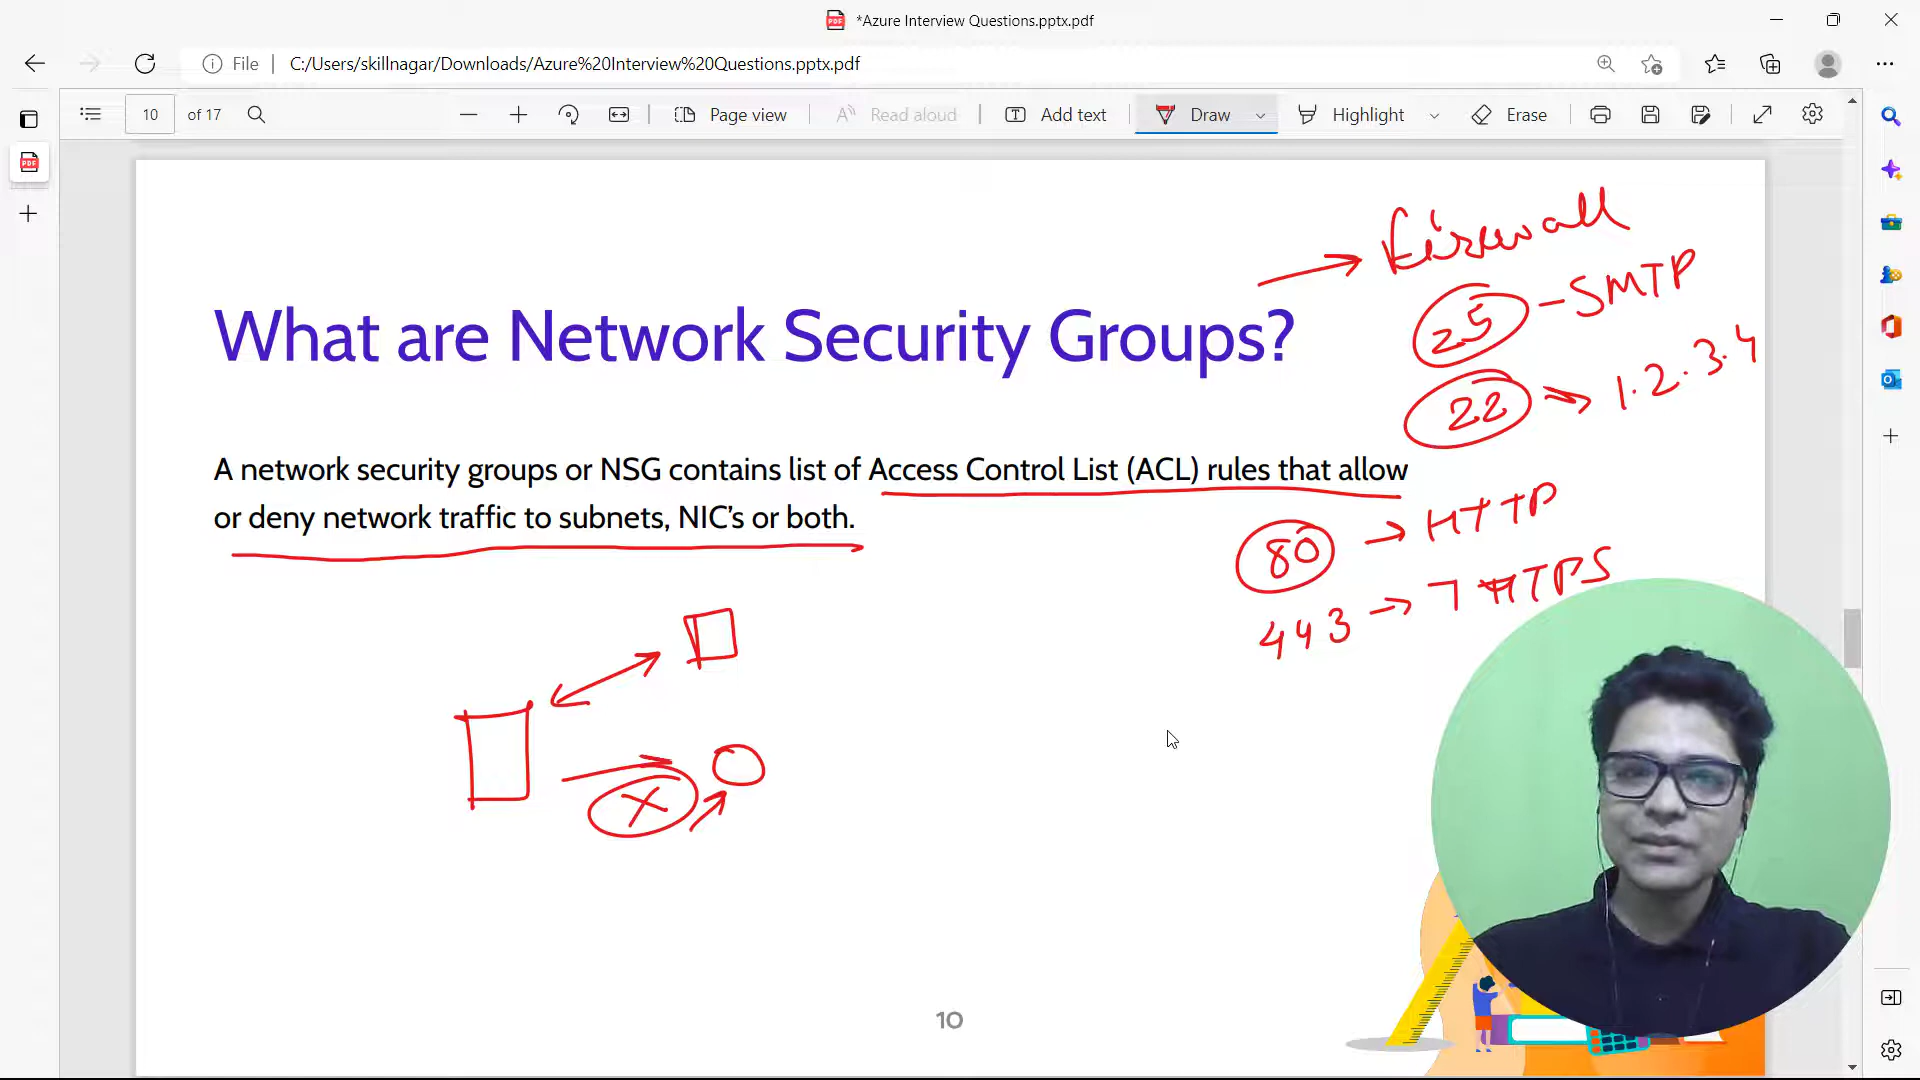 *Azure Interview Questions.pptx.pdf
File
C:/Users/skillnagar/Downloads/Azure%20Interview%20Questions.pptx.pdf
10 of 17
Page view
Read aloud
Add text
Draw
Highlight
Erase
Firewall
25 - SMTP
22 → 1.2.3.4
What are Network Security Groups?
A network security groups or NSG contains list of Access Control List (ACL) rules that allow
or deny network traffic to subnets, NIC's or both.
80 → HTTP
443 → HTTPS
X
10